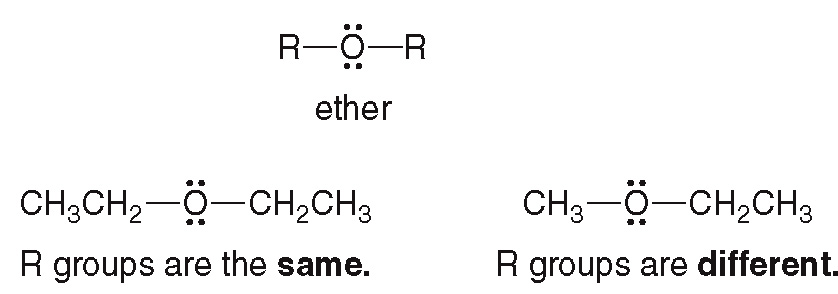 R—Ö—R
ether
CH₃CH₂—Ö—CH₂CH₃
CH₃—Ö—CH₂CH₃
R groups are the same.
R groups are different.